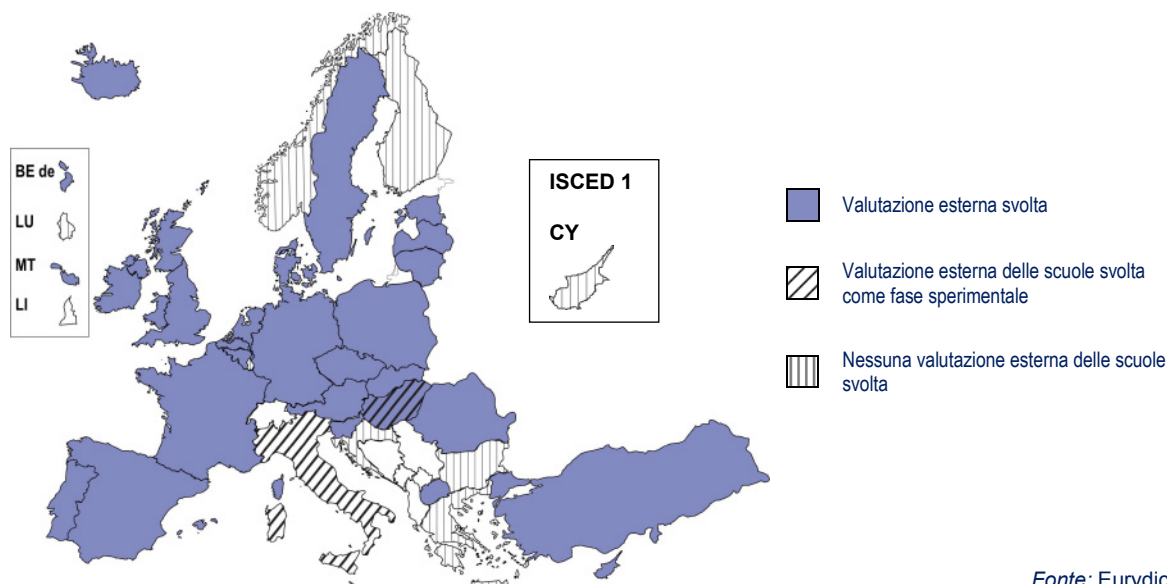 BE de
LU
MT
LI
ISCED 1
CY
Valutazione esterna svolta
Valutazione esterna delle scuole svolta
come fase sperimentale
Nessuna valutazione esterna delle scuole
svolta
Fonte: Eurydic